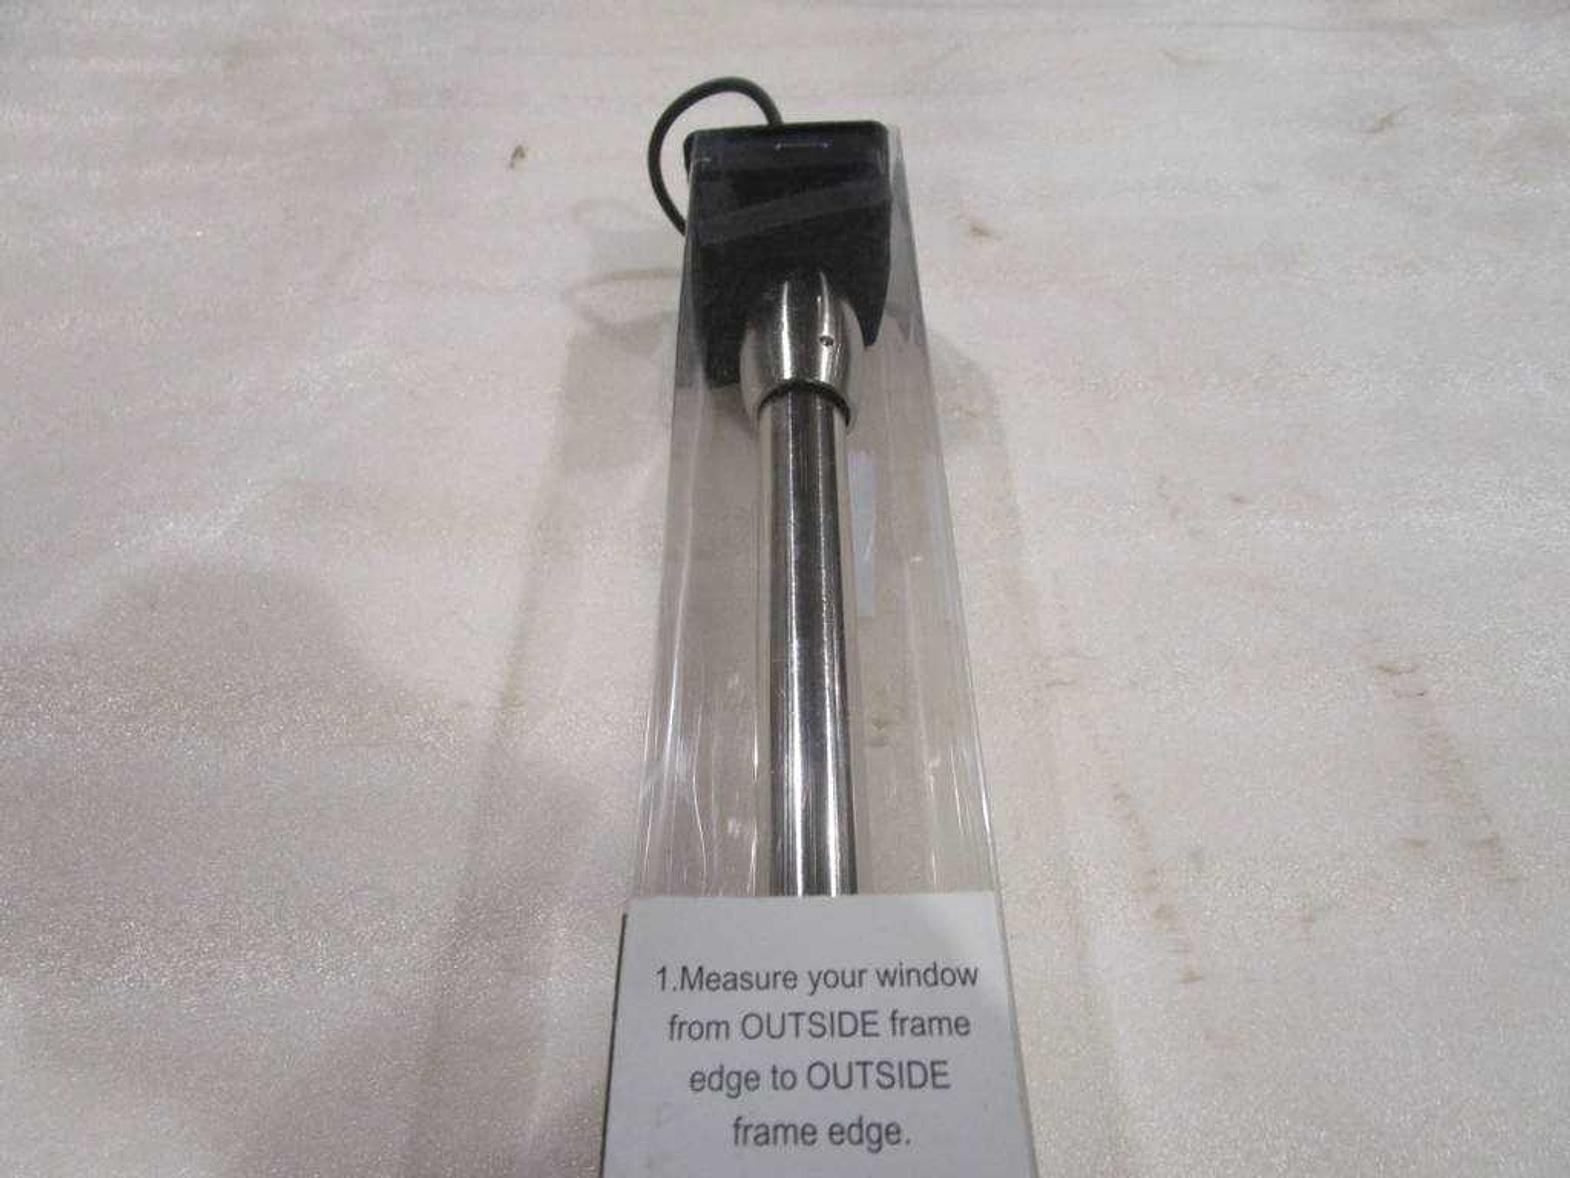 1.Measure your window
from OUTSIDE frame
edge to OUTSIDE
frame edge.